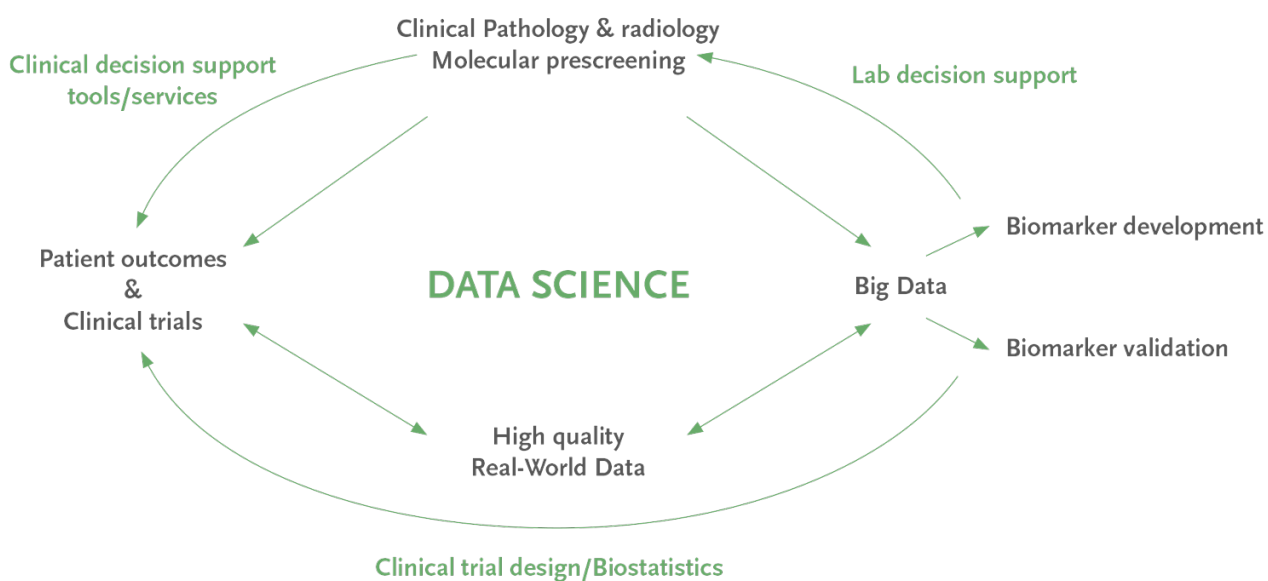 Clinical Pathology & radiology
Molecular prescreening
Clinical decision support
tools/services
Lab decision support
Biomarker development
Patient outcomes
&
Clinical trials
DATA SCIENCE
Big Data
Biomarker validation
High quality
Real-World Data
Clinical trial design/Biostatistics